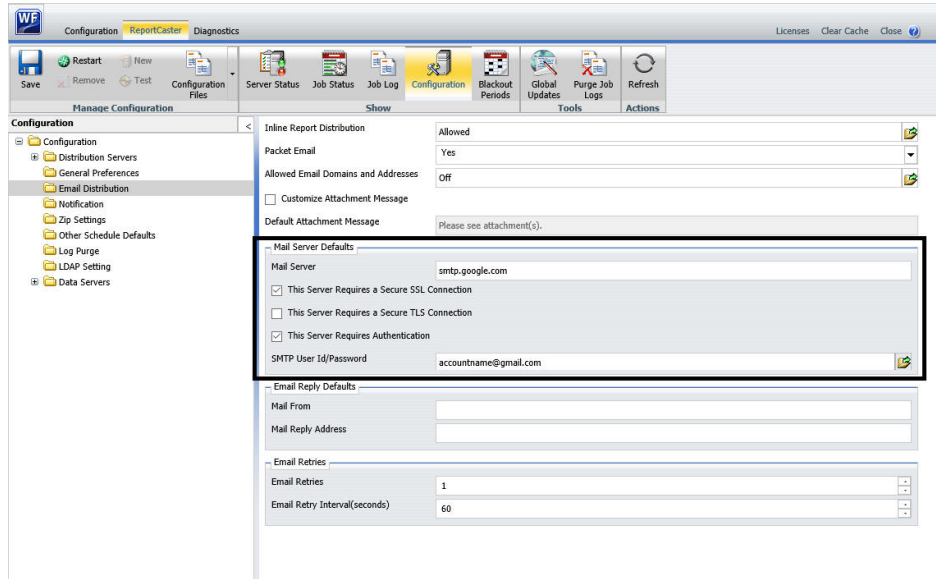 WF
Configuration ReportCaster Diagnostics
Licenses Clear Cache Close ?
Save
Restart New
Remove Test
Configuration Files
Server Status Job Status Job Log Configuration Blackout Periods
Global Updates Purge Job Logs Refresh
Manage Configuration Show Tools Actions
Configuration <
Configuration
Distribution Servers
General Preferences
Email Distribution
Notification
Zip Settings
Other Schedule Defaults
Log Purge
LDAP Setting
Data Servers
Inline Report Distribution Allowed
Packet Email Yes
Allowed Email Domains and Addresses Off
Customize Attachment Message
Default Attachment Message Please see attachment(s).
Mail Server Defaults
Mail Server smtp.google.com
This Server Requires a Secure SSL Connection
This Server Requires a Secure TLS Connection
This Server Requires Authentication
SMTP User Id/Password accountname@gmail.com
Email Reply Defaults
Mail From
Mail Reply Address
Email Retries
Email Retries 1
Email Retry Interval(seconds) 60